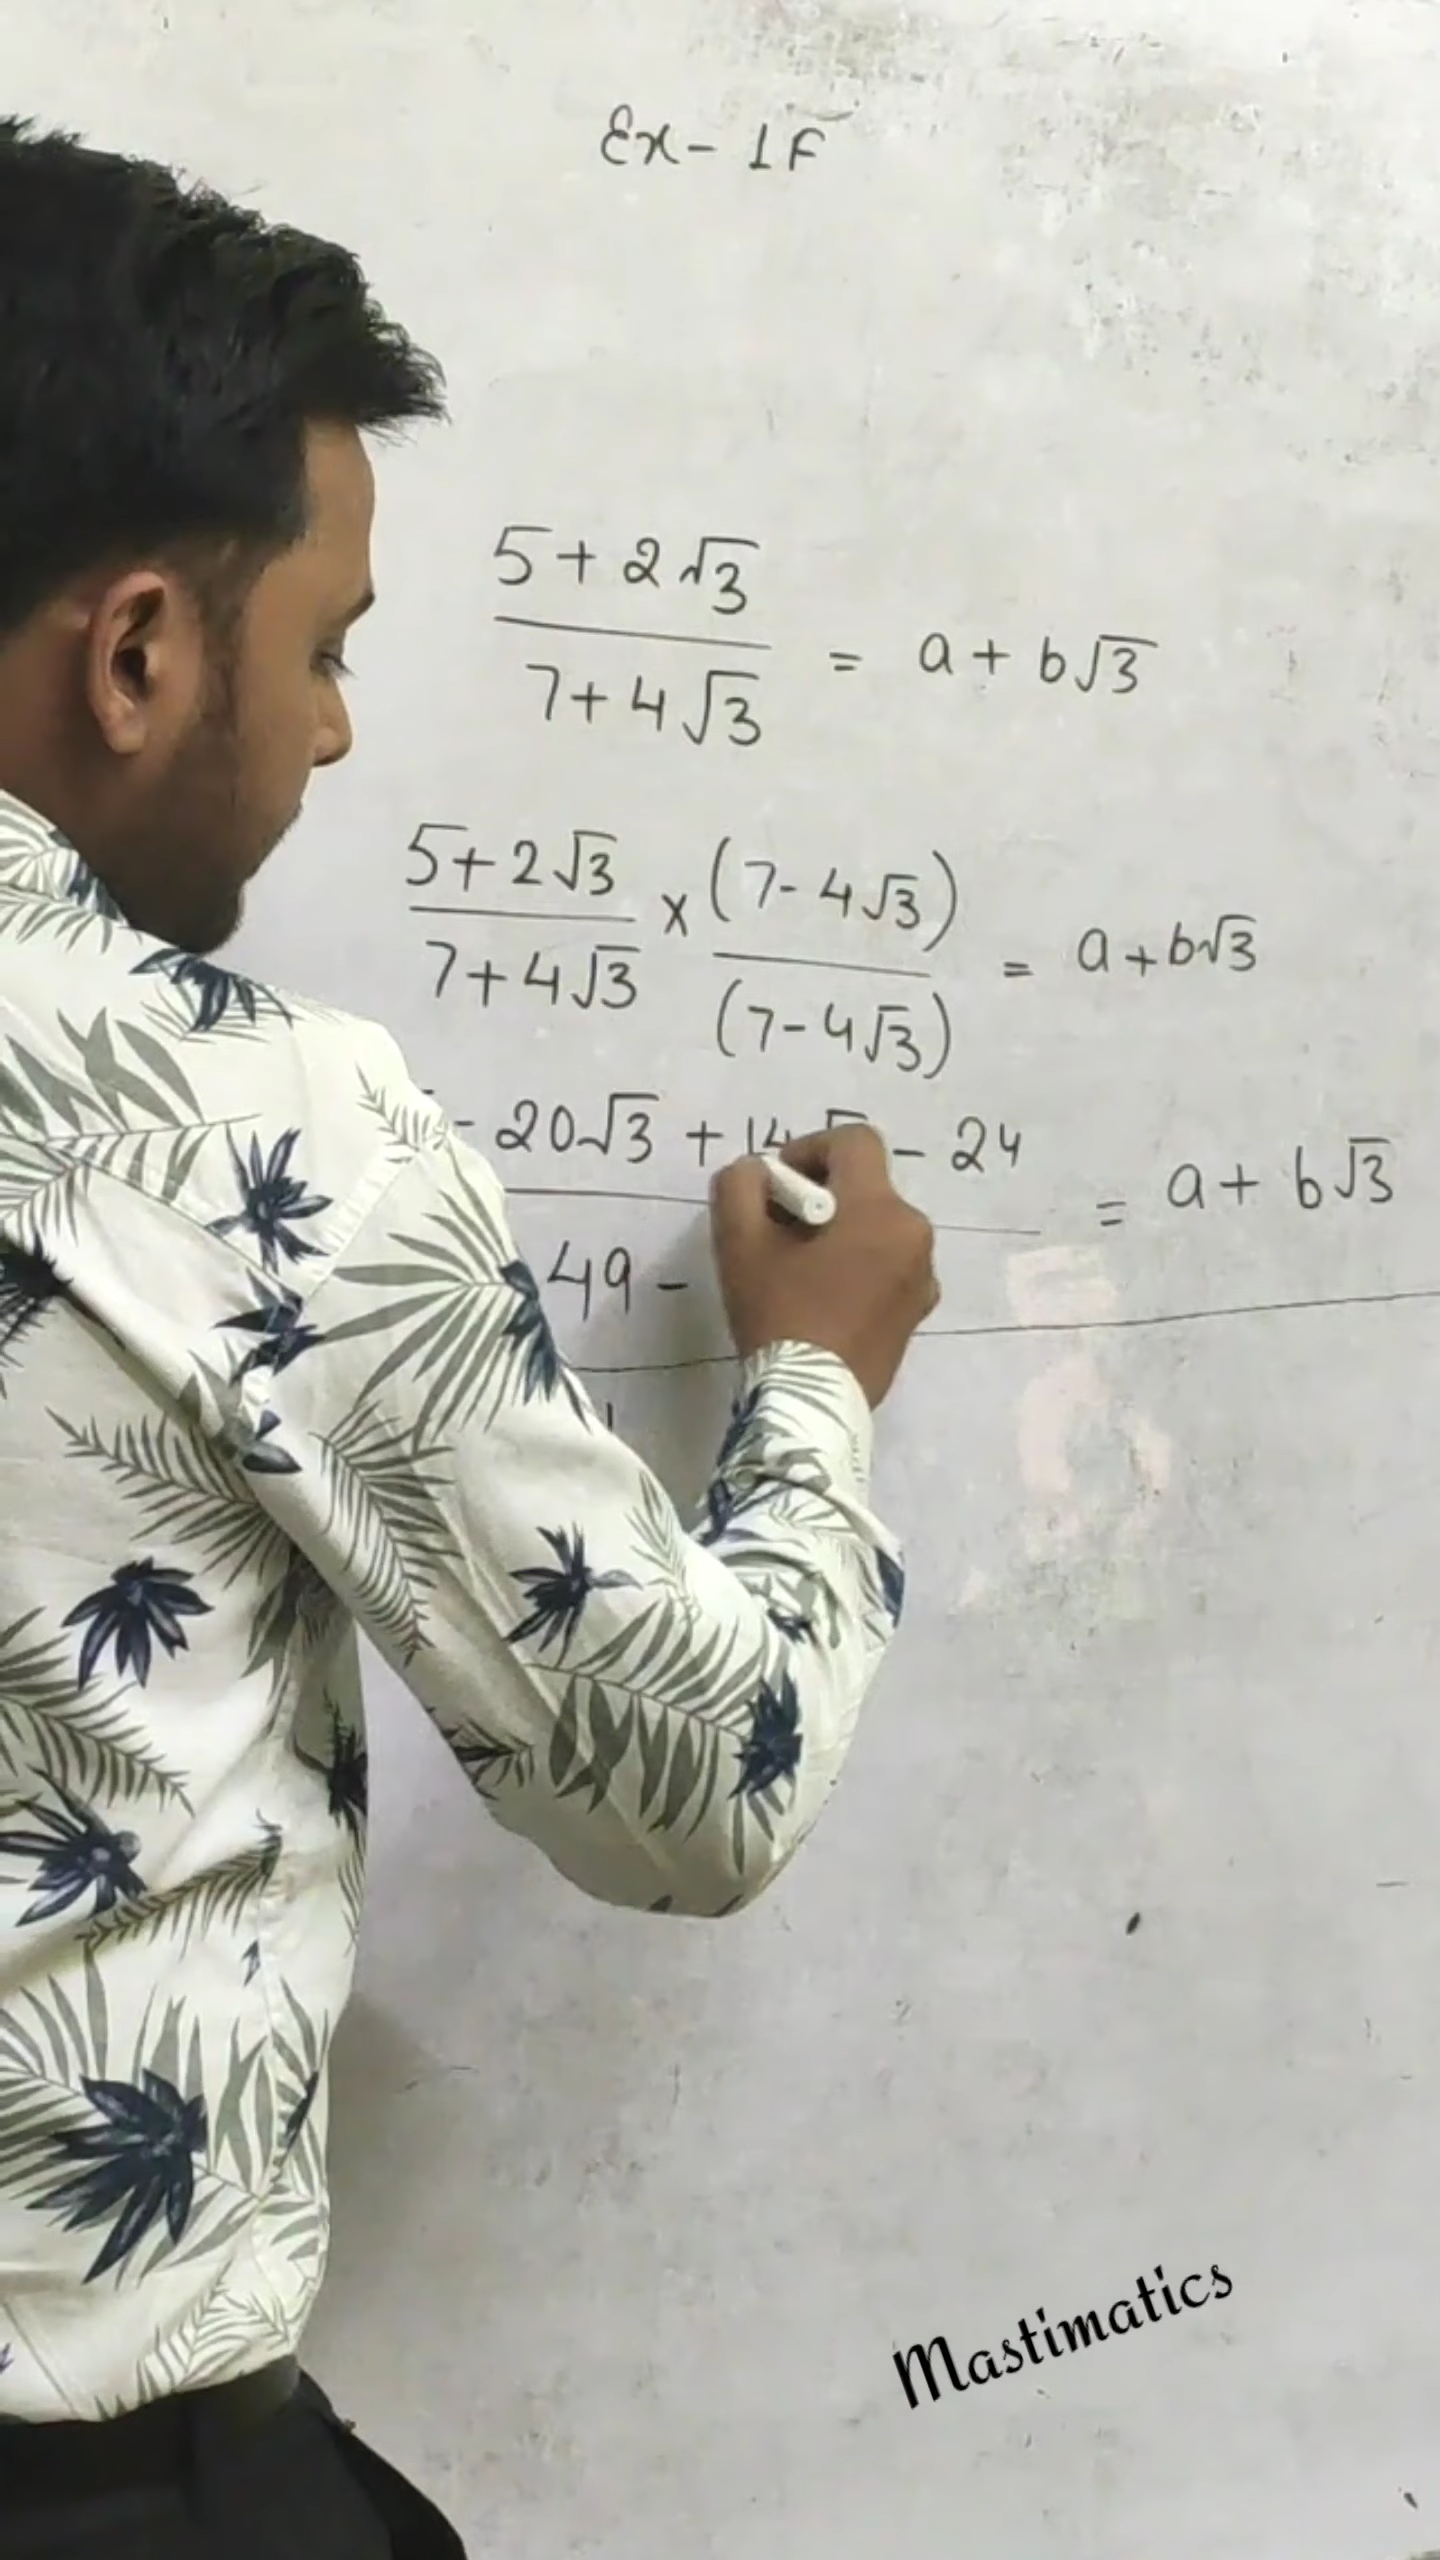 Ex - 1F
5 + 2√3
/ 7 + 4√3 = a + b√3
5 + 2√3 / 7 + 4√3 × (7 - 4√3) / (7 - 4√3) = a + b√3
- 20√3 + 14√ - 24 = a + b√3
49 -
Mastimatics